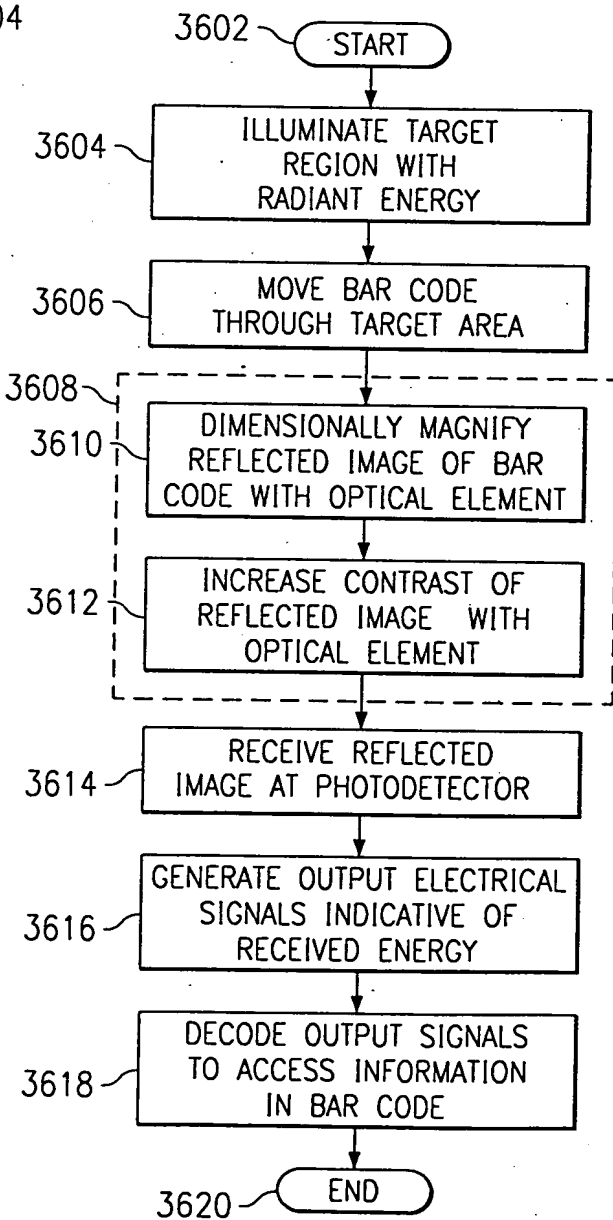 04
3602
START
3604
ILLUMINATE TARGET
REGION WITH
RADIANT ENERGY
3606
MOVE BAR CODE
THROUGH TARGET AREA
3608
3610
DIMENSIONALLY MAGNIFY
REFLECTED IMAGE OF BAR
CODE WITH OPTICAL ELEMENT
3612
INCREASE CONTRAST OF
REFLECTED IMAGE WITH
OPTICAL ELEMENT
3614
RECEIVE REFLECTED
IMAGE AT PHOTODETECTOR
3616
GENERATE OUTPUT ELECTRICAL
SIGNALS INDICATIVE OF
RECEIVED ENERGY
3618
DECODE OUTPUT SIGNALS
TO ACCESS INFORMATION
IN BAR CODE
3620
END